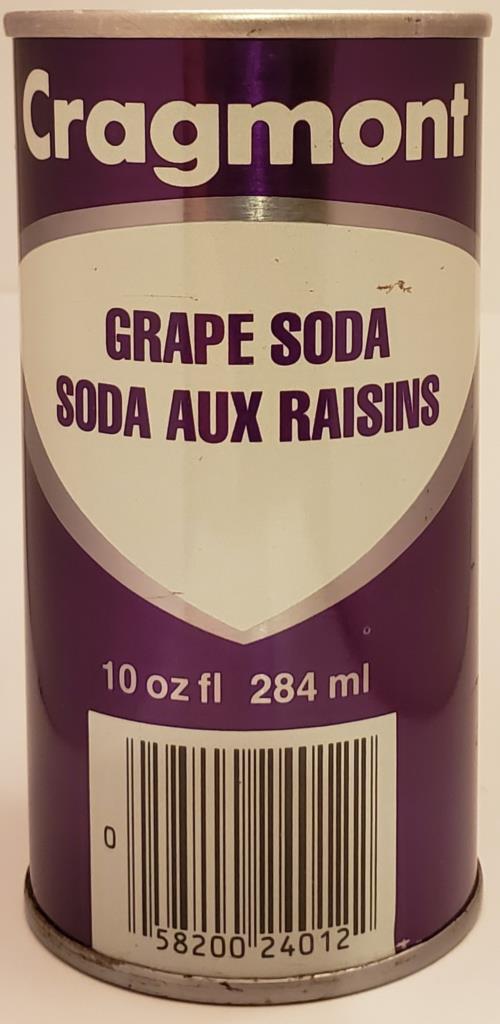 Cragmont
GRAPE SODA
SODA AUX RAISINS
10 oz fl 284 ml
0
58200 24012